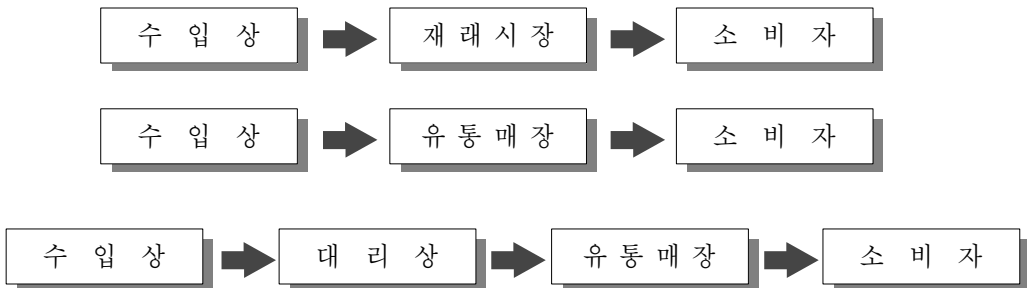 수 입 상 재 래 시 장 소 비 자
수 입 상 유 통 매 장 소 비 자
수 입 상 대 리 상 유 통 매 장 소 비 자